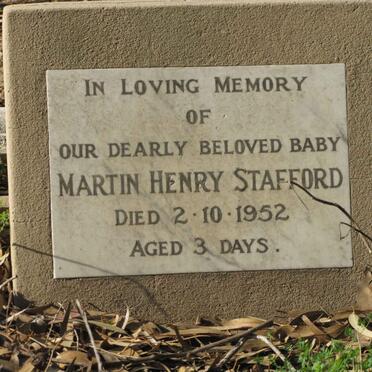 IN LOVING MEMORY
OF
OUR DEARLY BELOVED BABY
MARTIN HENRY STAFFORD
DIED 2·10·1952
AGED 3 DAYS.